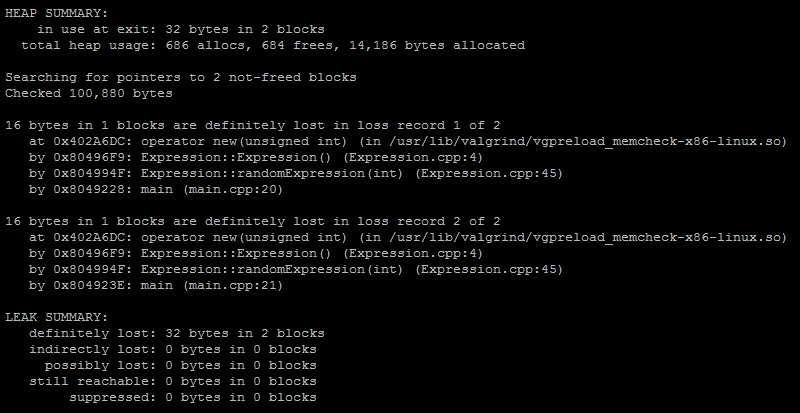 HEAP SUMMARY:
in use at exit: 32 bytes in 2 blocks
total heap usage: 686 allocs, 684 frees, 14,186 bytes allocated
Searching for pointers to 2 not-freed blocks
Checked 100,880 bytes
16 bytes in 1 blocks are definitely lost in loss record 1 of 2
at 0x402A6DC: operator new(unsigned int) (in /usr/lib/valgrind/vgpreload_memcheck-x86-linux.so)
by 0x80496F9: Expression::Expression() (Expression.cpp:4)
by 0x804994F: Expression::randomExpression(int) (Expression.cpp:45)
by 0x8049228: main (main.cpp:20)
16 bytes in 1 blocks are definitely lost in loss record 2 of 2
at 0x402A6DC: operator new(unsigned int) (in /usr/lib/valgrind/vgpreload_memcheck-x86-linux.so)
by 0x80496F9: Expression::Expression() (Expression.cpp:4)
by 0x804994F: Expression::randomExpression(int) (Expression.cpp:45)
by 0x804923E: main (main.cpp:21)
LEAK SUMMARY:
definitely lost: 32 bytes in 2 blocks
indirectly lost: 0 bytes in 0 blocks
possibly lost: 0 bytes in 0 blocks
still reachable: 0 bytes in 0 blocks
suppressed: 0 bytes in 0 blocks